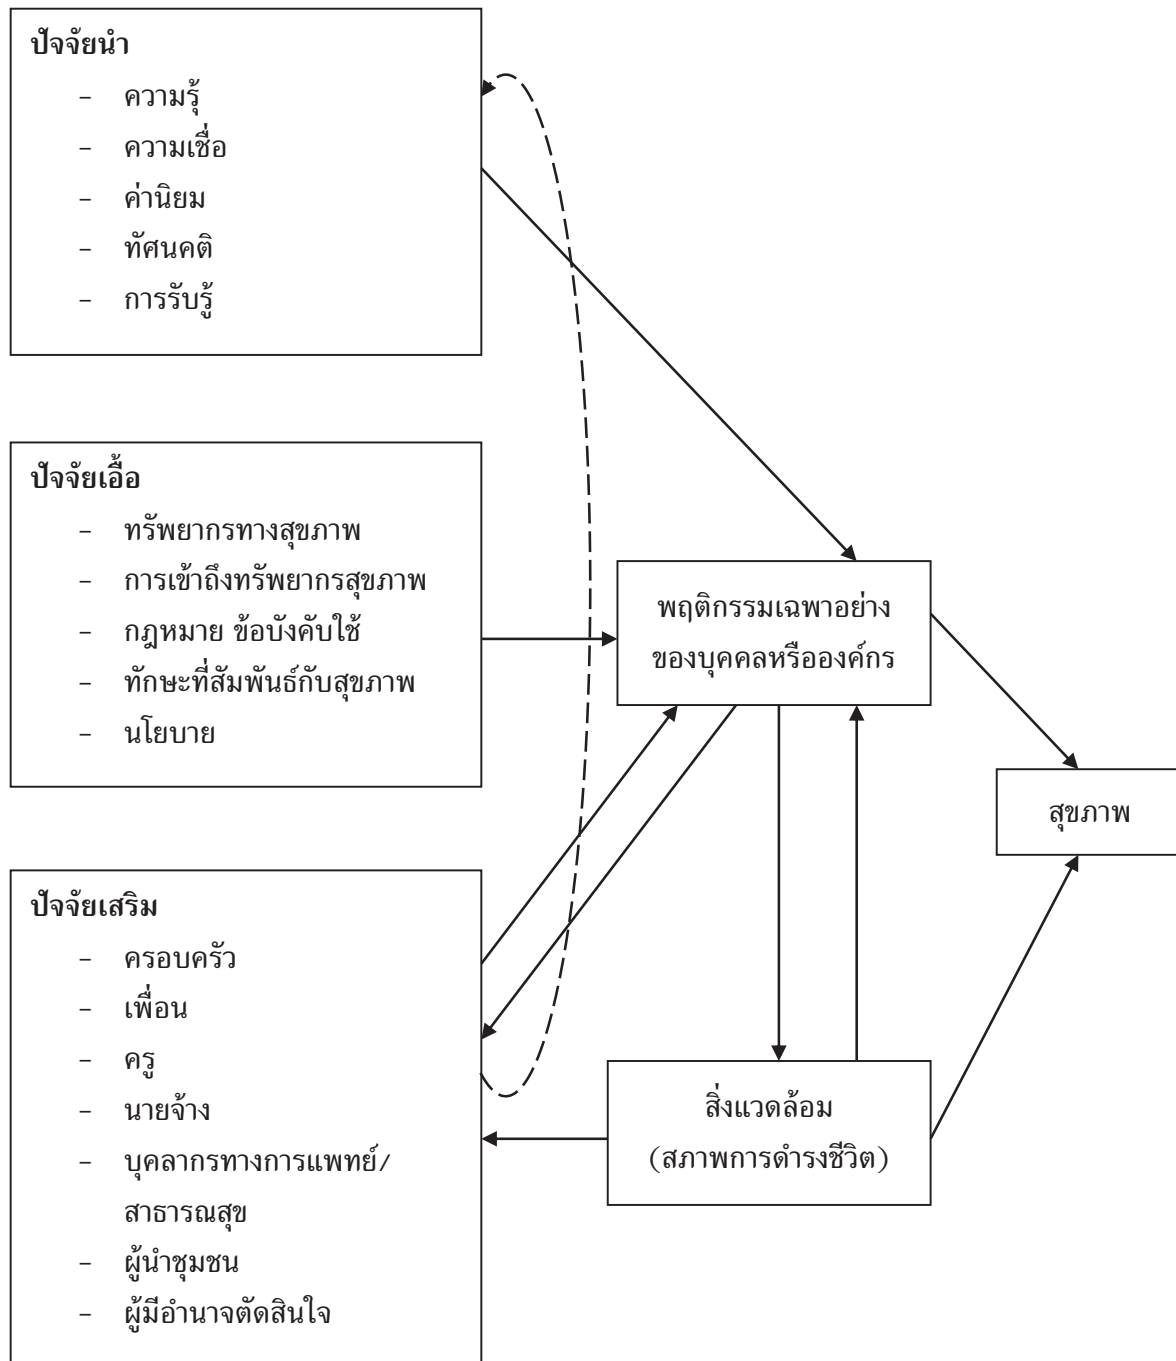 ปัจจัยนำ
- ความรุ้
- ความเชื่อ
- ค่านิยม
- ทัศนคติ
- การรับรู้
ปัจจัยเอื้อ
- ทรัพยากรทางสุขภาพ
- การเข้าถึงทรัพยากรสุขภาพ
- กฎหมาย ข้อบังคับใช้
- ทักษะที่สัมพันธ์กับสุขภาพ
- นโยบาย
ปัจจัยเสริม
- ครอบครัว
- เพื่อน
- ครู
- นายจ้าง
- บุคลากรทางการแพทย์/
สาธารณสุข
- ผู้นำชุมชน
- ผู้มีอำนาจตัดสินใจ
พฤติกรรมเฉพาอย่าง
ของบุคคลหรือองค์กร
สิ่งแวดล้อม
(สภาพการดำรงชีวิต)
สุขภาพ